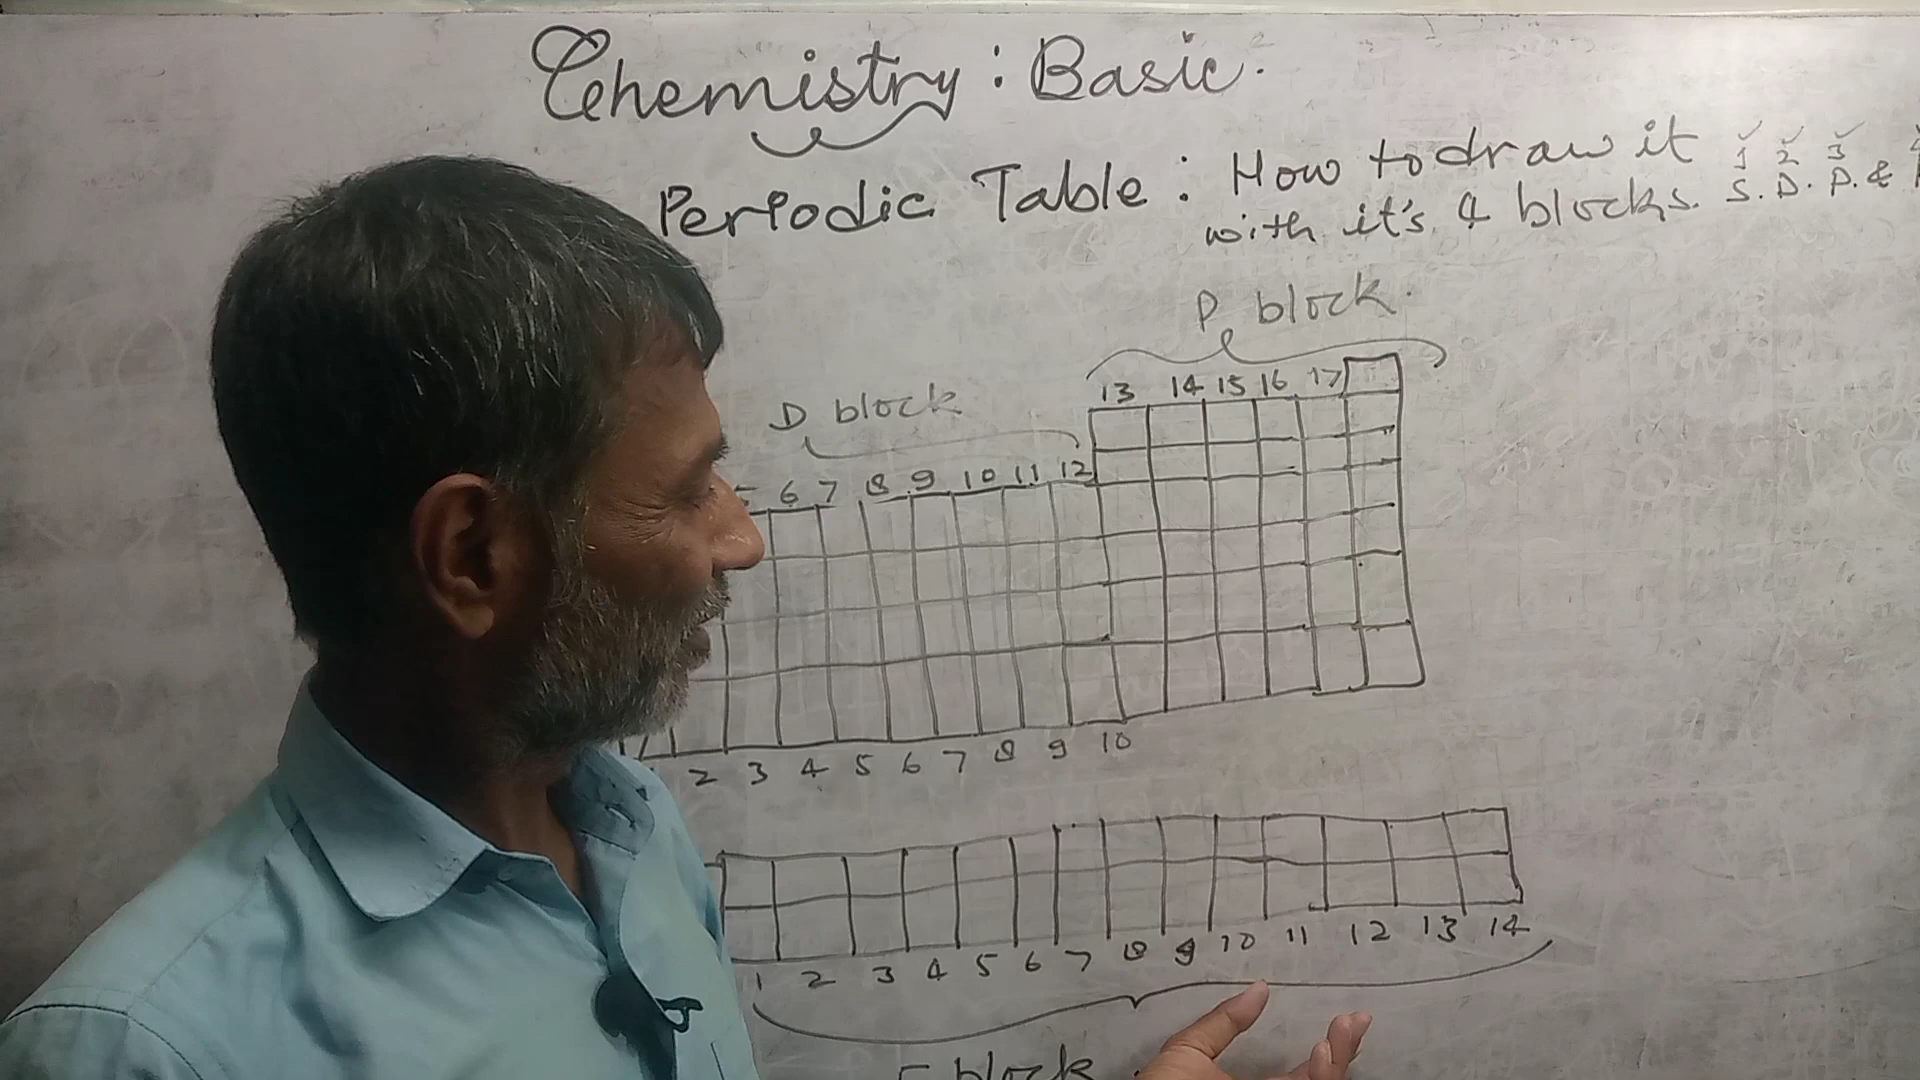 Chemistry : Basic.
Periodic Table : How to draw it
with it's 4 blocks. S. D. P. &
1 2 3
P block.
13 14 15 16 17
D block
6 7 8 9 10 11 12
2 3 4 5 6 7 8 9 10
1 2 3 4 5 6 7 8 9 10 11 12 13 14
block